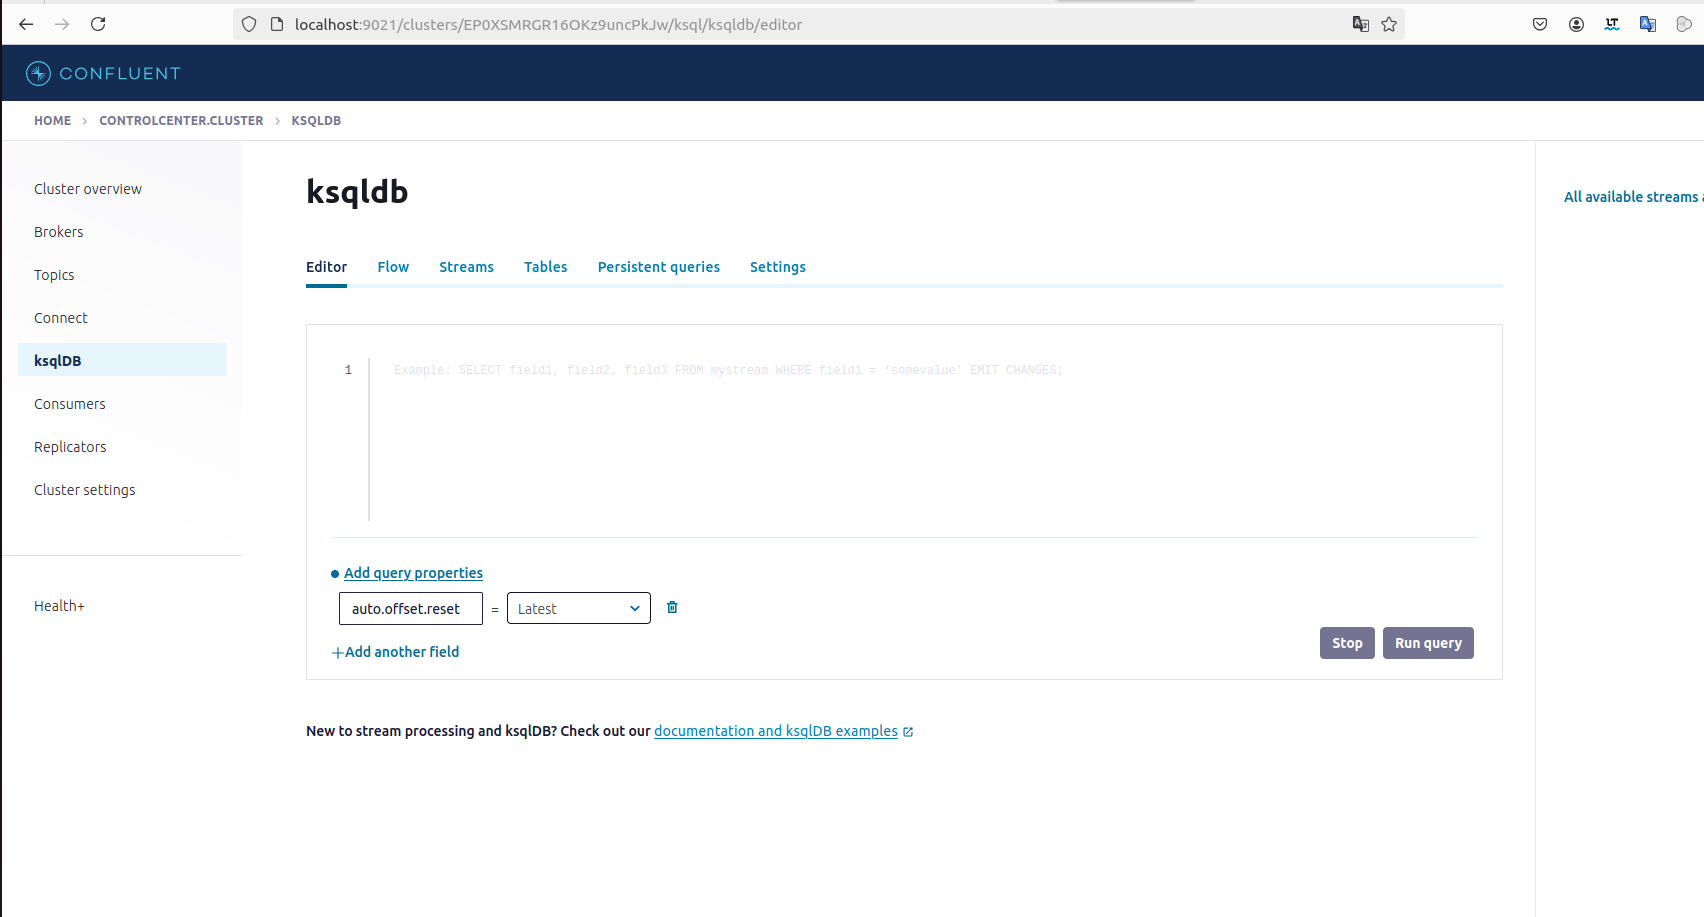 localhost:9021/clusters/EP0XSMRGR16OKz9uncPkJw/ksql/ksqldb/editor
CONFLUENT
HOME > CONTROLCENTER.CLUSTER > KSQLDB
Cluster overview
Brokers
Topics
Connect
ksqlDB
Consumers
Replicators
Cluster settings
Health+
ksqldb
Editor Flow Streams Tables Persistent queries Settings
1 Example: SELECT field1, field2, field3 FROM mystream WHERE field1 = ‘somevalue’ EMIT CHANGES;
Add query properties
auto.offset.reset = Latest
+Add another field
Stop Run query
New to stream processing and ksqlDB? Check out our documentation and ksqlDB examples
All available streams a